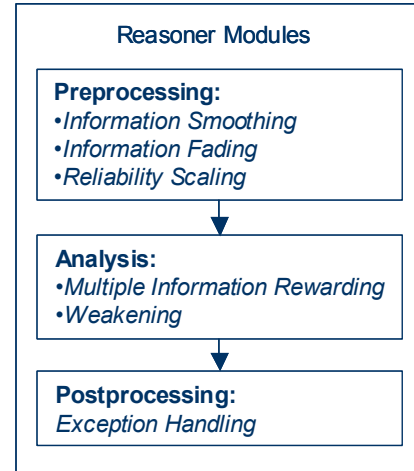 Reasoner Modules
Preprocessing:
•Information Smoothing
•Information Fading
•Reliability Scaling
Analysis:
•Multiple Information Rewarding
•Weakening
Postprocessing:
Exception Handling